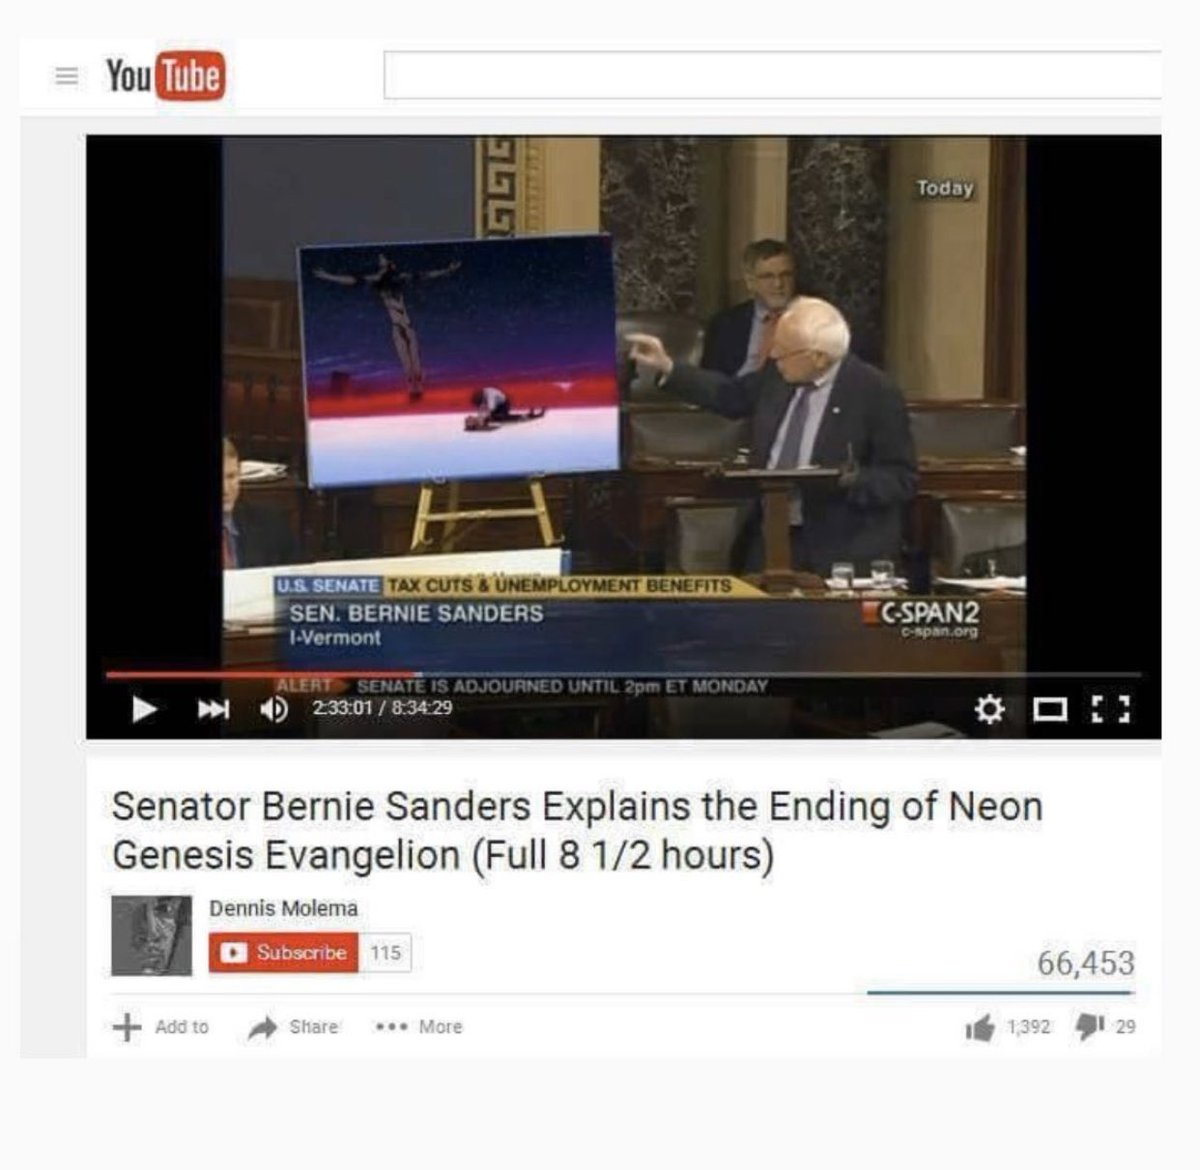 YouTube
Today
U.S. SENATE TAX CUTS & UNEMPLOYMENT BENEFITS
SEN. BERNIE SANDERS
I-Vermont
C-SPAN2
c-span.org
ALERT SENATE IS ADJOURNED UNTIL 2pm ET MONDAY
2:33:01 / 8:34:29
Senator Bernie Sanders Explains the Ending of Neon
Genesis Evangelion (Full 8 1/2 hours)
Dennis Molema
Subscribe 115
66,453
Add to Share More 1,392 29